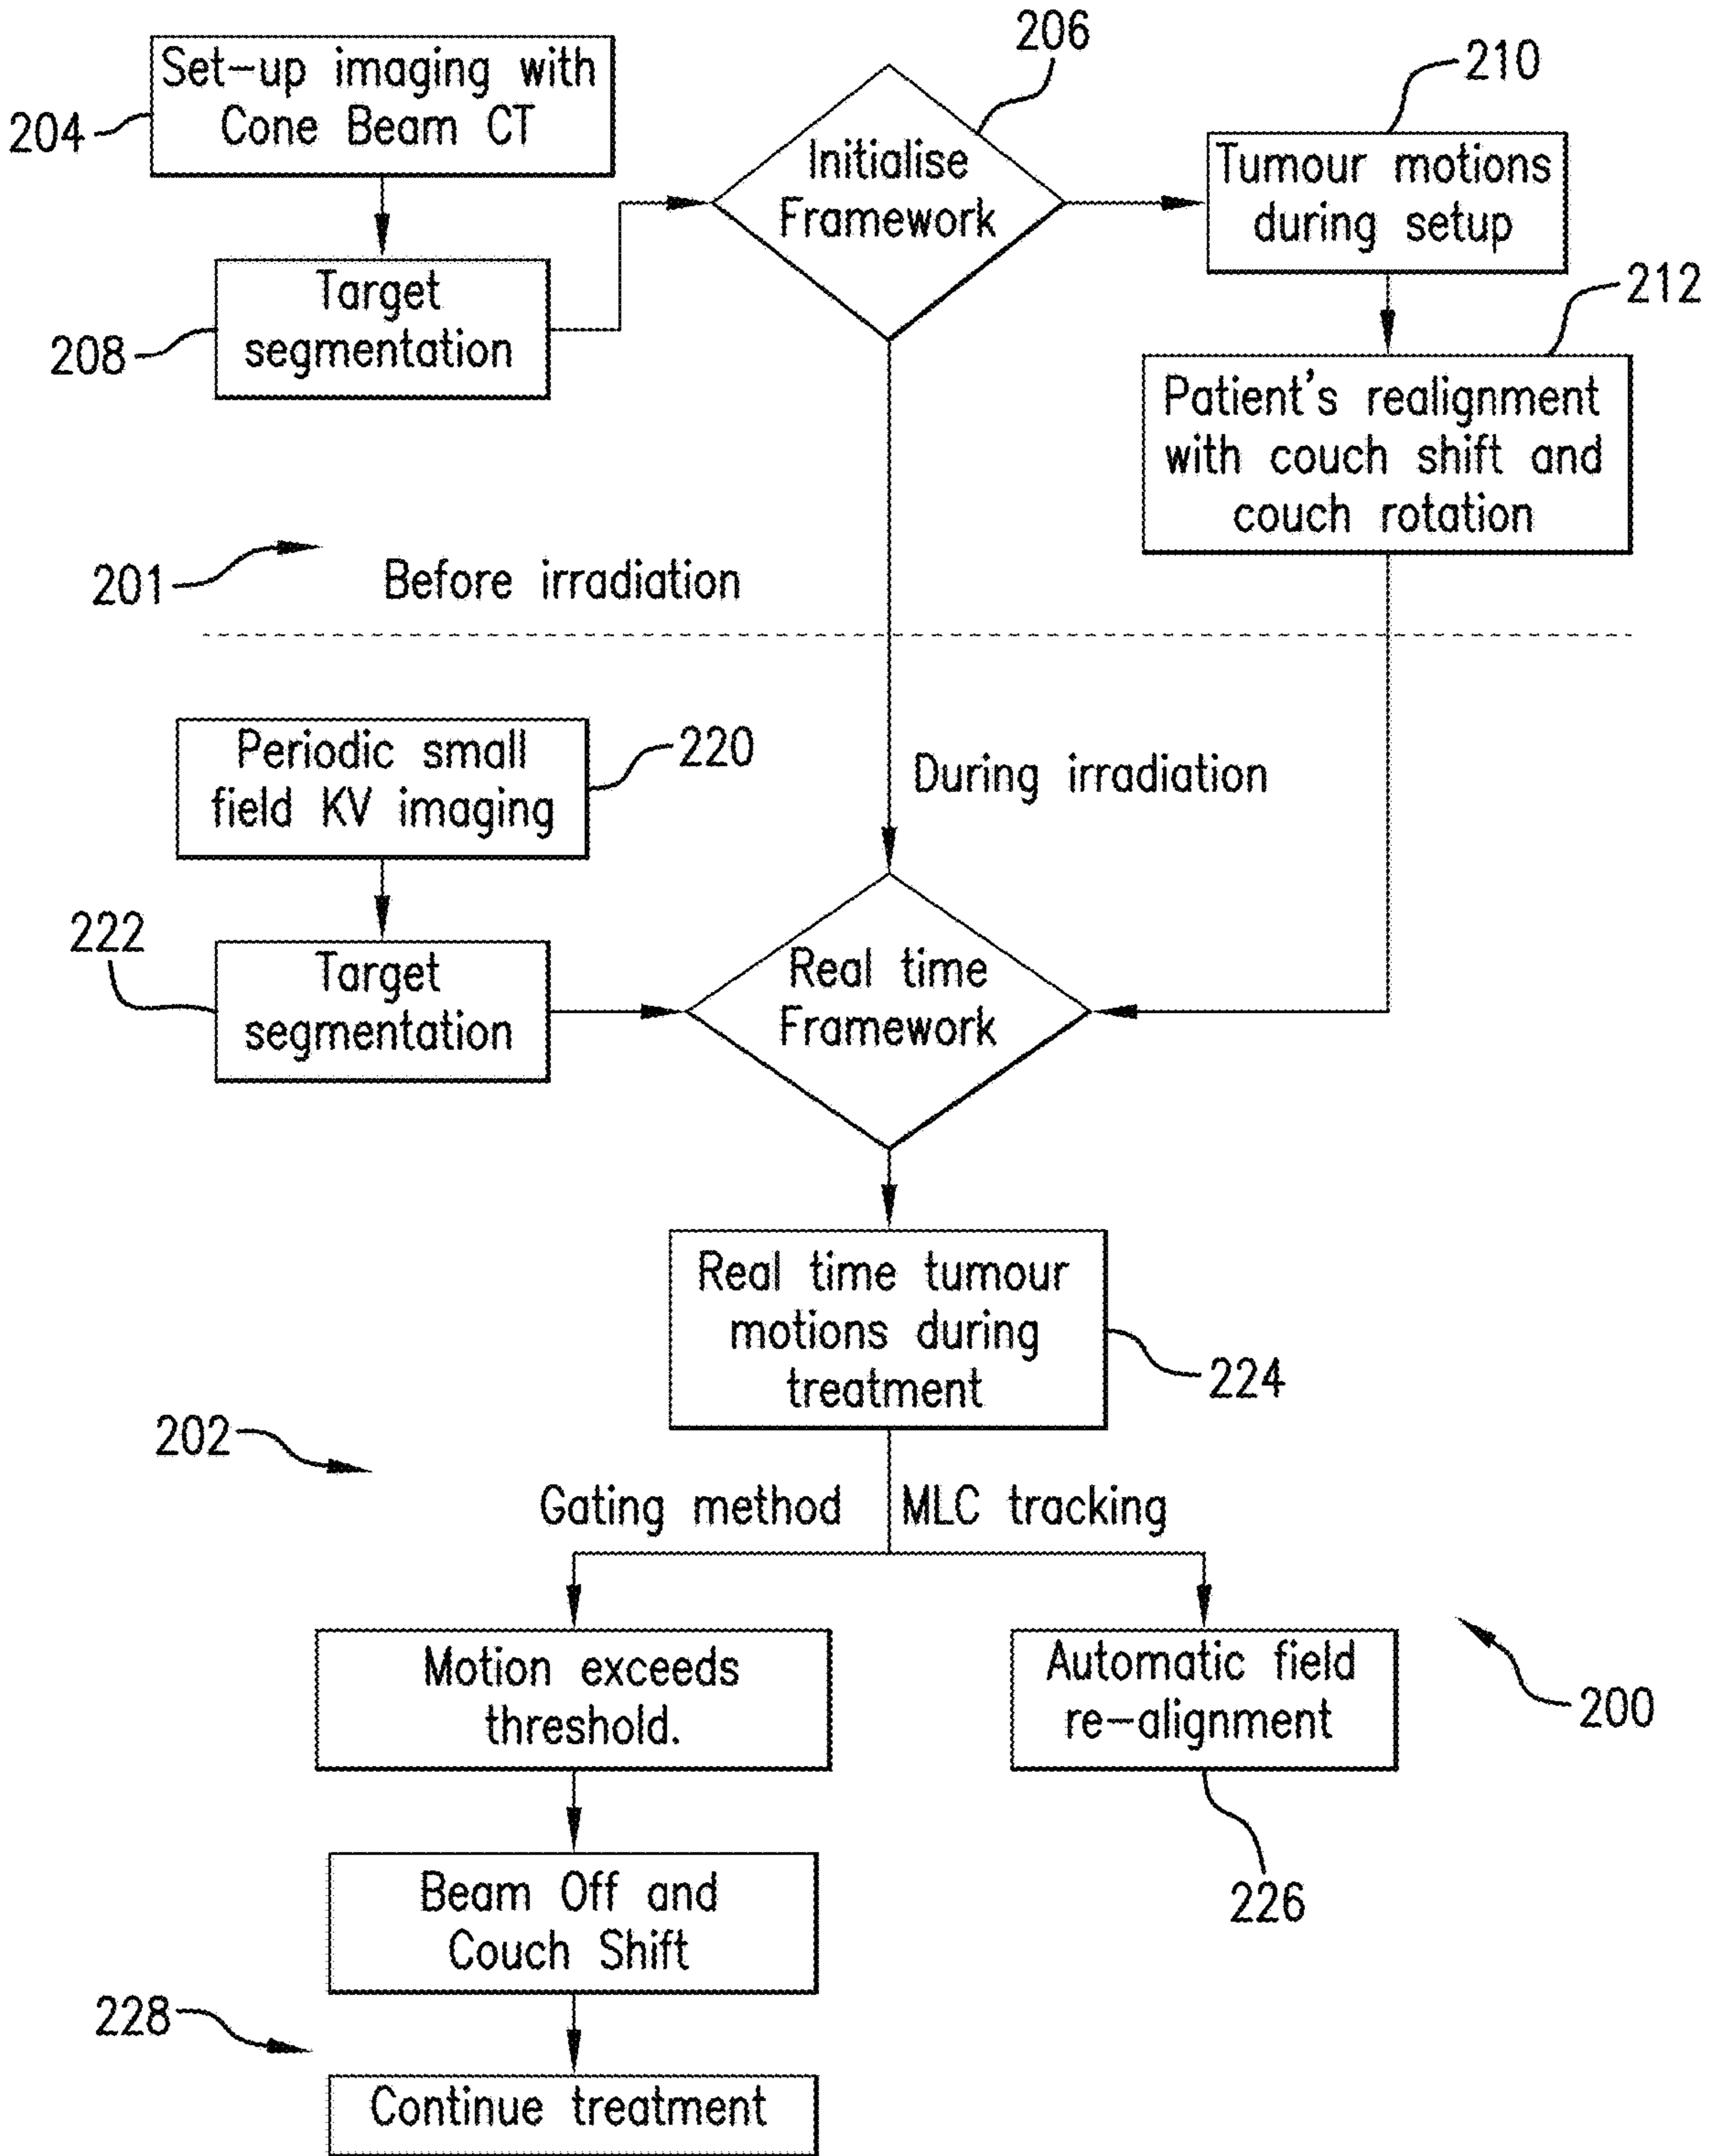 206
210
Set-up imaging with
Cone Beam CT
204
Initialise
Framework
Tumour motions
during setup
212
Target
segmentation
208
Patient's realignment
with couch shift and
couch rotation
201
Before irradiation
Periodic small
field KV imaging
220
During irradiation
222
Target
segmentation
Real time
Framework
Real time tumour
motions during
treatment
224
202
Gating method
MLC tracking
Motion exceeds
threshold.
Automatic field
re-alignment
200
Beam Off and
Couch Shift
226
228
Continue treatment